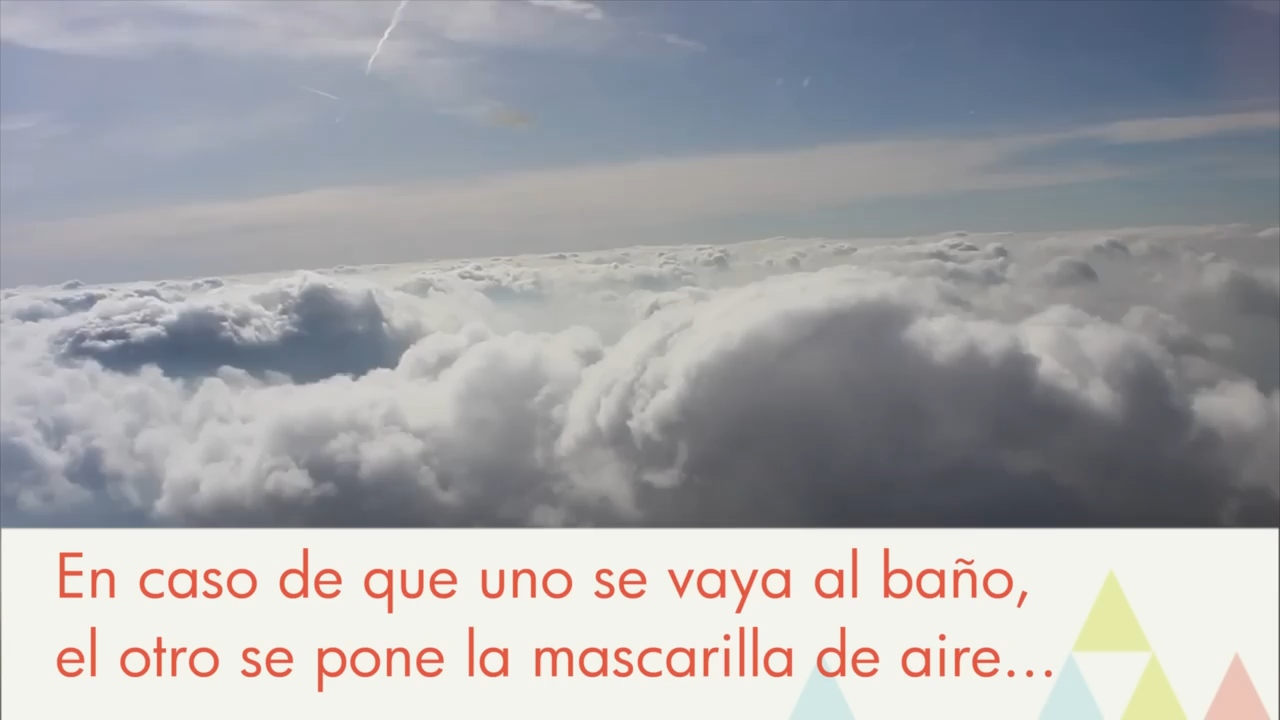 En caso de que uno se vaya al baño,
el otro se pone la mascarilla de aire...